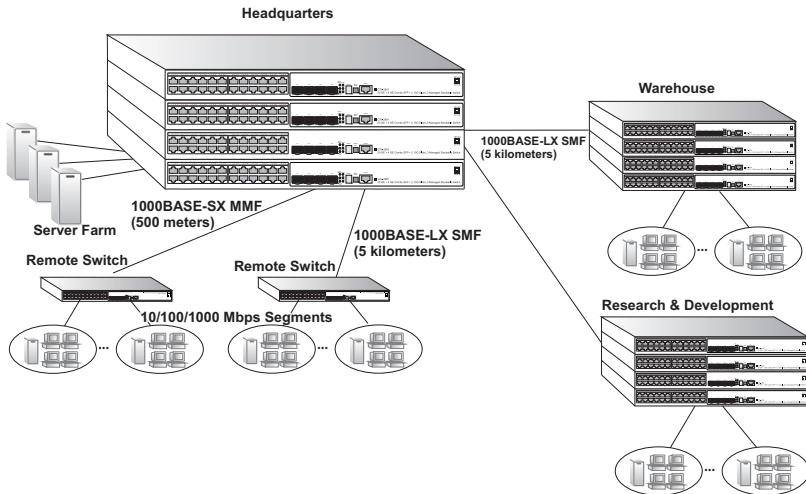 Headquarters
Warehouse
1000BASE-LX SMF
(5 kilometers)
1000BASE-SX MMF
(500 meters)
Server Farm
1000BASE-LX SMF
(5 kilometers)
Remote Switch
Remote Switch
10/100/1000 Mbps Segments
...
...
...
Research & Development
...